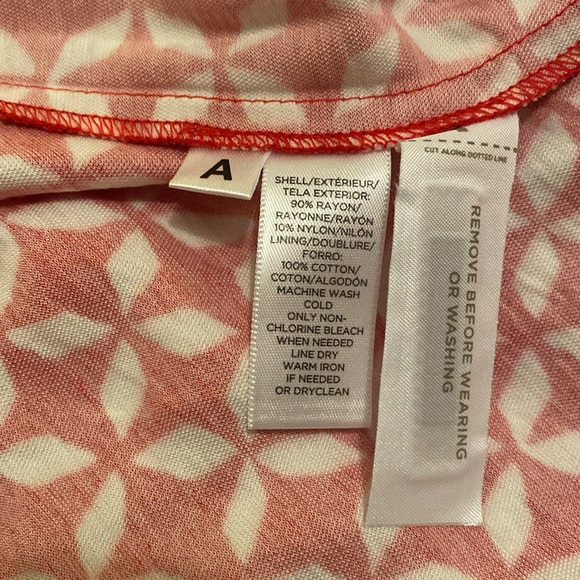 A
SHELL/EXTÉRIEUR/
TELA EXTERIOR:
90% RAYON/
RAYONNE/RAYÓN
10% NYLON/NILÓN
LINING/DOUBLURE/
FORRO:
100% COTTON/
COTON/ALGODÓN
MACHINE WASH
COLD
ONLY NON-
CHLORINE BLEACH
WHEN NEEDED
LINE DRY
WARM IRON
IF NEEDED
OR DRYCLEAN
CUT ALONG DOTTED LINE
REMOVE BEFORE WEARING
OR WASHING